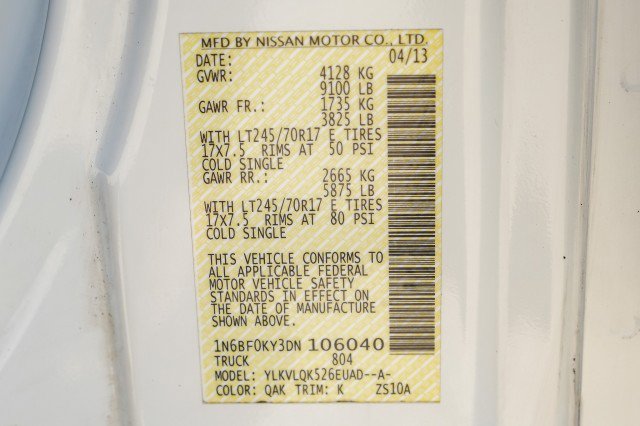 MFD BY NISSAN MOTOR CO., LTD.
DATE: 04/13
GVWR: 4128 KG
9100 LB
GAWR FR.: 1735 KG
3825 LB
WITH LT245/70R17 E TIRES
17X7.5 RIMS AT 50 PSI
COLD SINGLE
GAWR RR.: 2665 KG
5875 LB
WITH LT245/70R17 E TIRES
17X7.5 RIMS AT 80 PSI
COLD SINGLE
THIS VEHICLE CONFORMS TO
ALL APPLICABLE FEDERAL
MOTOR VEHICLE SAFETY
STANDARDS IN EFFECT ON
THE DATE OF MANUFACTURE
SHOWN ABOVE.
1N6BF0KY3DN 106040
TRUCK 804
MODEL: YLKVLQK526EUAD--A-
COLOR: QAK TRIM: K ZS10A